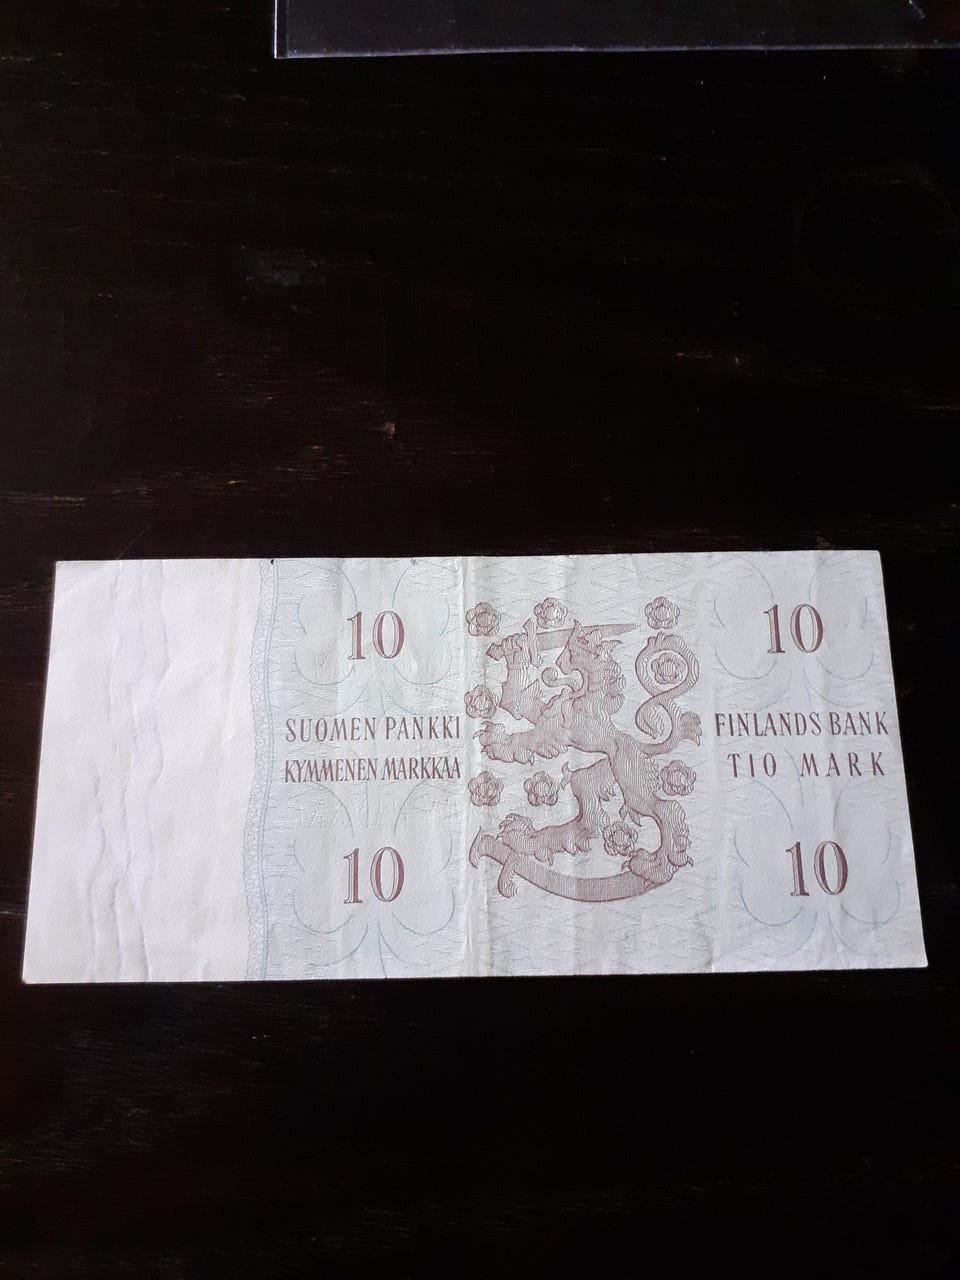 10
10
SUOMEN PANKKI
KYMMENEN MARKKAA
FINLANDS BANK
TIO MARK
10
10